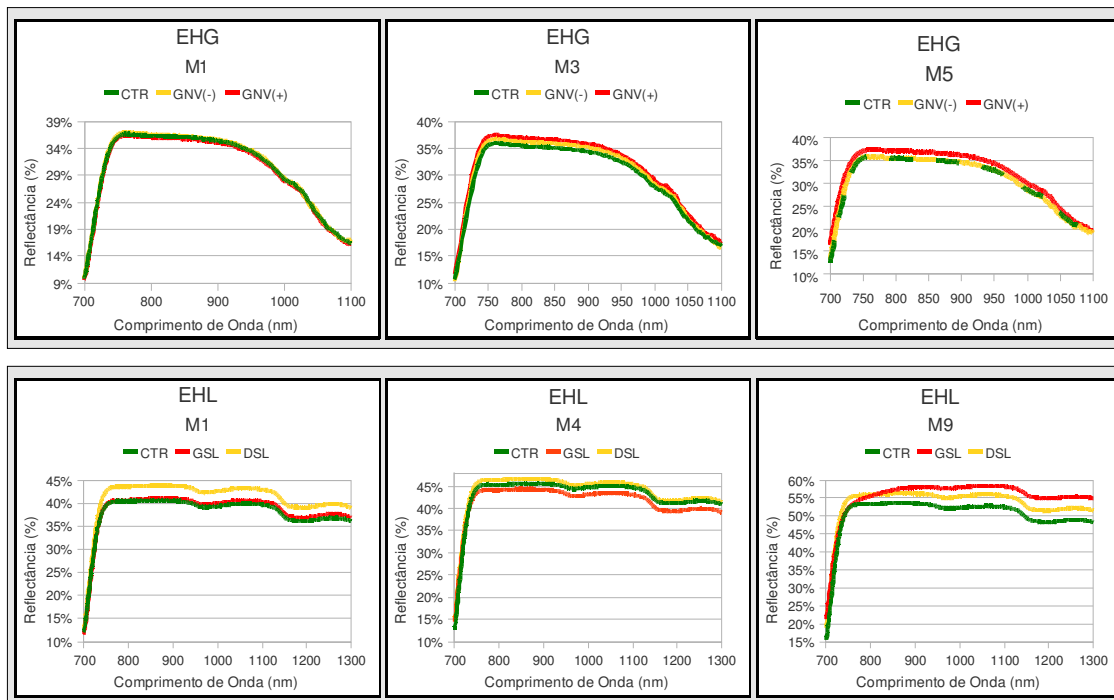 EHG
M1
CTR GNV(-) GNV(+)
39%
34%
29%
24%
19%
14%
9%
Reflectância (%)
700 800 900 1000 1100
Comprimento de Onda (nm)
EHG
M3
CTR GNV(-) GNV(+)
40%
35%
30%
25%
20%
15%
10%
Reflectância (%)
700 750 800 850 900 950 1000 1050 1100
Comprimento de Onda (nm)
EHG
M5
CTR GNV(-) GNV(+)
40%
35%
30%
25%
20%
15%
10%
Reflectância (%)
700 750 800 850 900 950 1000 1050 1100
Comprimento de Onda (nm)
EHL
M1
CTR GSL DSL
45%
40%
35%
30%
25%
20%
15%
10%
Reflectância (%)
700 800 900 1000 1100 1200 1300
Comprimento de Onda (nm)
EHL
M4
CTR GSL DSL
45%
40%
35%
30%
25%
20%
15%
10%
Reflectância (%)
700 800 900 1000 1100 1200 1300
Comprimento de Onda (nm)
EHL
M9
CTR GSL DSL
60%
55%
50%
45%
40%
35%
30%
25%
20%
15%
Reflectância (%)
700 800 900 1000 1100 1200 1300
Comprimento de Onda (nm)